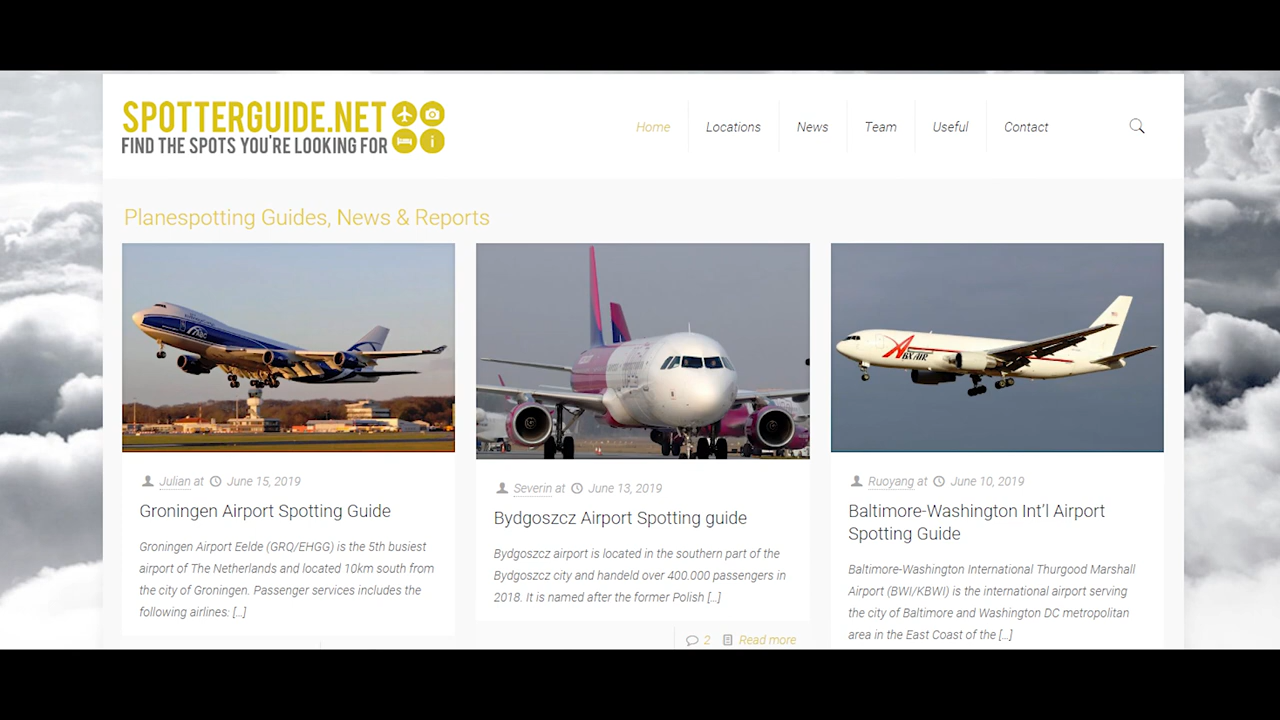 SPOTTERGUIDE.NET
FIND THE SPOTS YOU'RE LOOKING FOR
Home
Locations
News
Team
Useful
Contact
Planespotting Guides, News & Reports
Julian at June 15, 2019
Groningen Airport Spotting Guide
Groningen Airport Eelde (GRQ/EHGG) is the 5th busiest
airport of The Netherlands and located 10km south from
the city of Groningen. Passenger services includes the
following airlines: [...]
Severin at June 13, 2019
Bydgoszcz Airport Spotting guide
Bydgoszcz airport is located in the southern part of the
Bydgoszcz city and handeld over 400.000 passengers in
2018. It is named after the former Polish [...]
2 Read more
ABX AIR
Ruoyang at June 10, 2019
Baltimore-Washington Int'l Airport
Spotting Guide
Baltimore-Washington International Thurgood Marshall
Airport (BWI/KBWI) is the international airport serving
the city of Baltimore and Washington DC metropolitan
area in the East Coast of the [...]